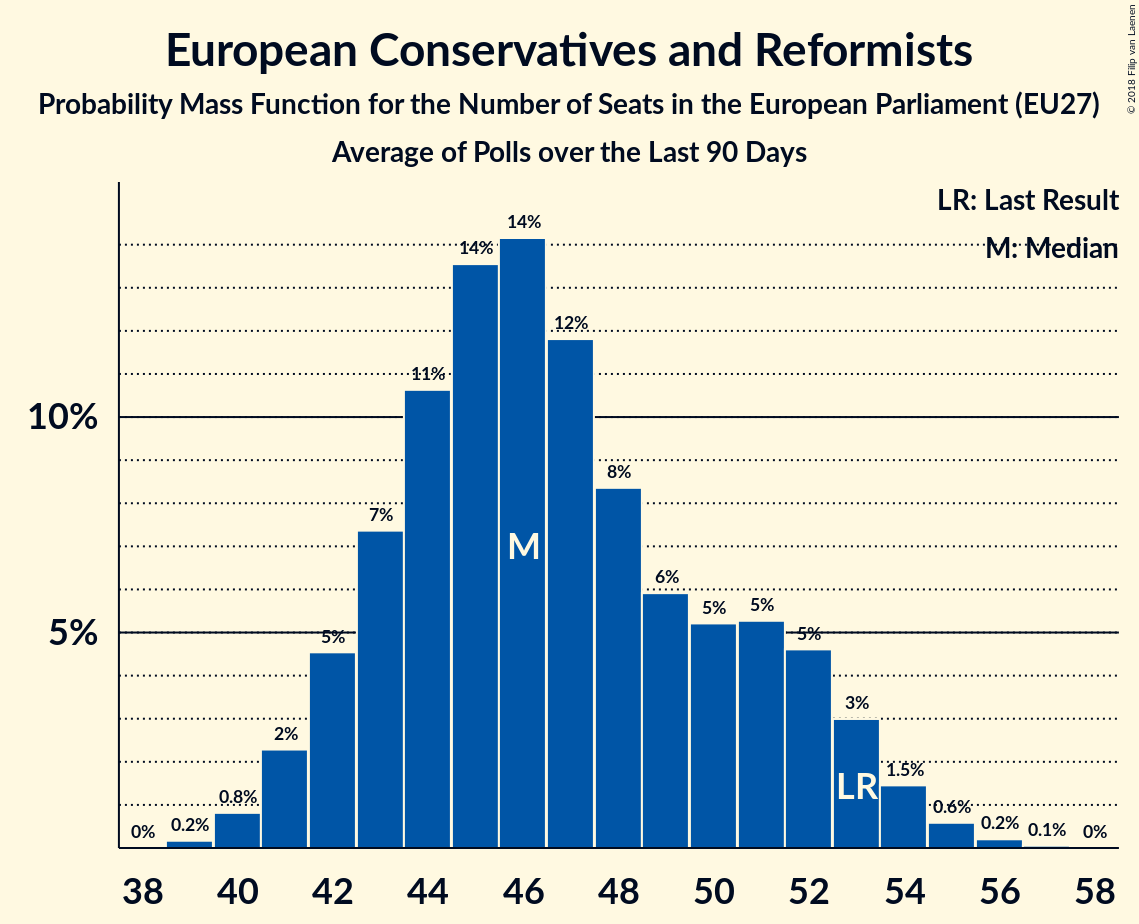 European Conservatives and Reformists
Probability Mass Function for the Number of Seats in the European Parliament (EU27)
Average of Polls over the Last 90 Days
© 2018 Filip van Laenen
LR: Last Result
M: Median
10%
5%
0%
0.2%
0.8%
2%
5%
7%
11%
14%
14%
12%
8%
6%
5%
5%
5%
3%
1.5%
0.6%
0.2%
0.1%
0%
M
LR
38 40 42 44 46 48 50 52 54 56 58